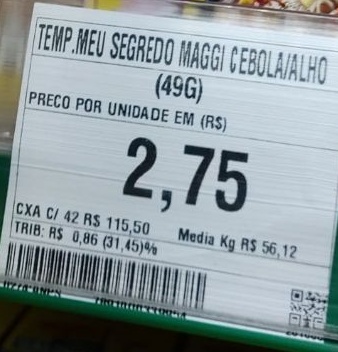 TEMP.MEU SEGREDO MAGGI CEBOLA/ALHO
(49G)
PRECO POR UNIDADE EM (R$)
2,75
CXA C/ 42 R$ 115,50
Media Kg R$ 56,12
TRIB: R$ 0,86 (31,45)%